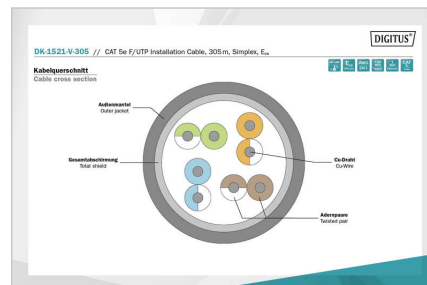 DIGITUS®
DK-1521-V-305 // CAT 5e F/UTP Installation Cable, 305 m, Simplex, Eca
Kabelquerschnitt
Cable cross section
Außenmantel
Outer jacket
Gesamtabschirmung
Total shield
Cu-Draht
Cu-Wire
Adernpaare
Twisted pair